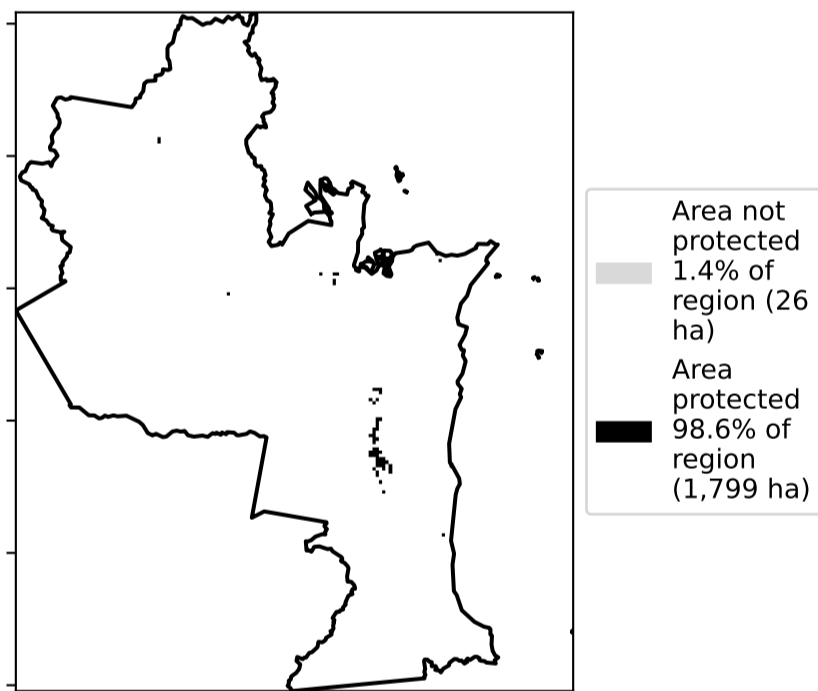 Area not
protected
1.4% of
region (26
ha)
Area
protected
98.6% of
region
(1,799 ha)